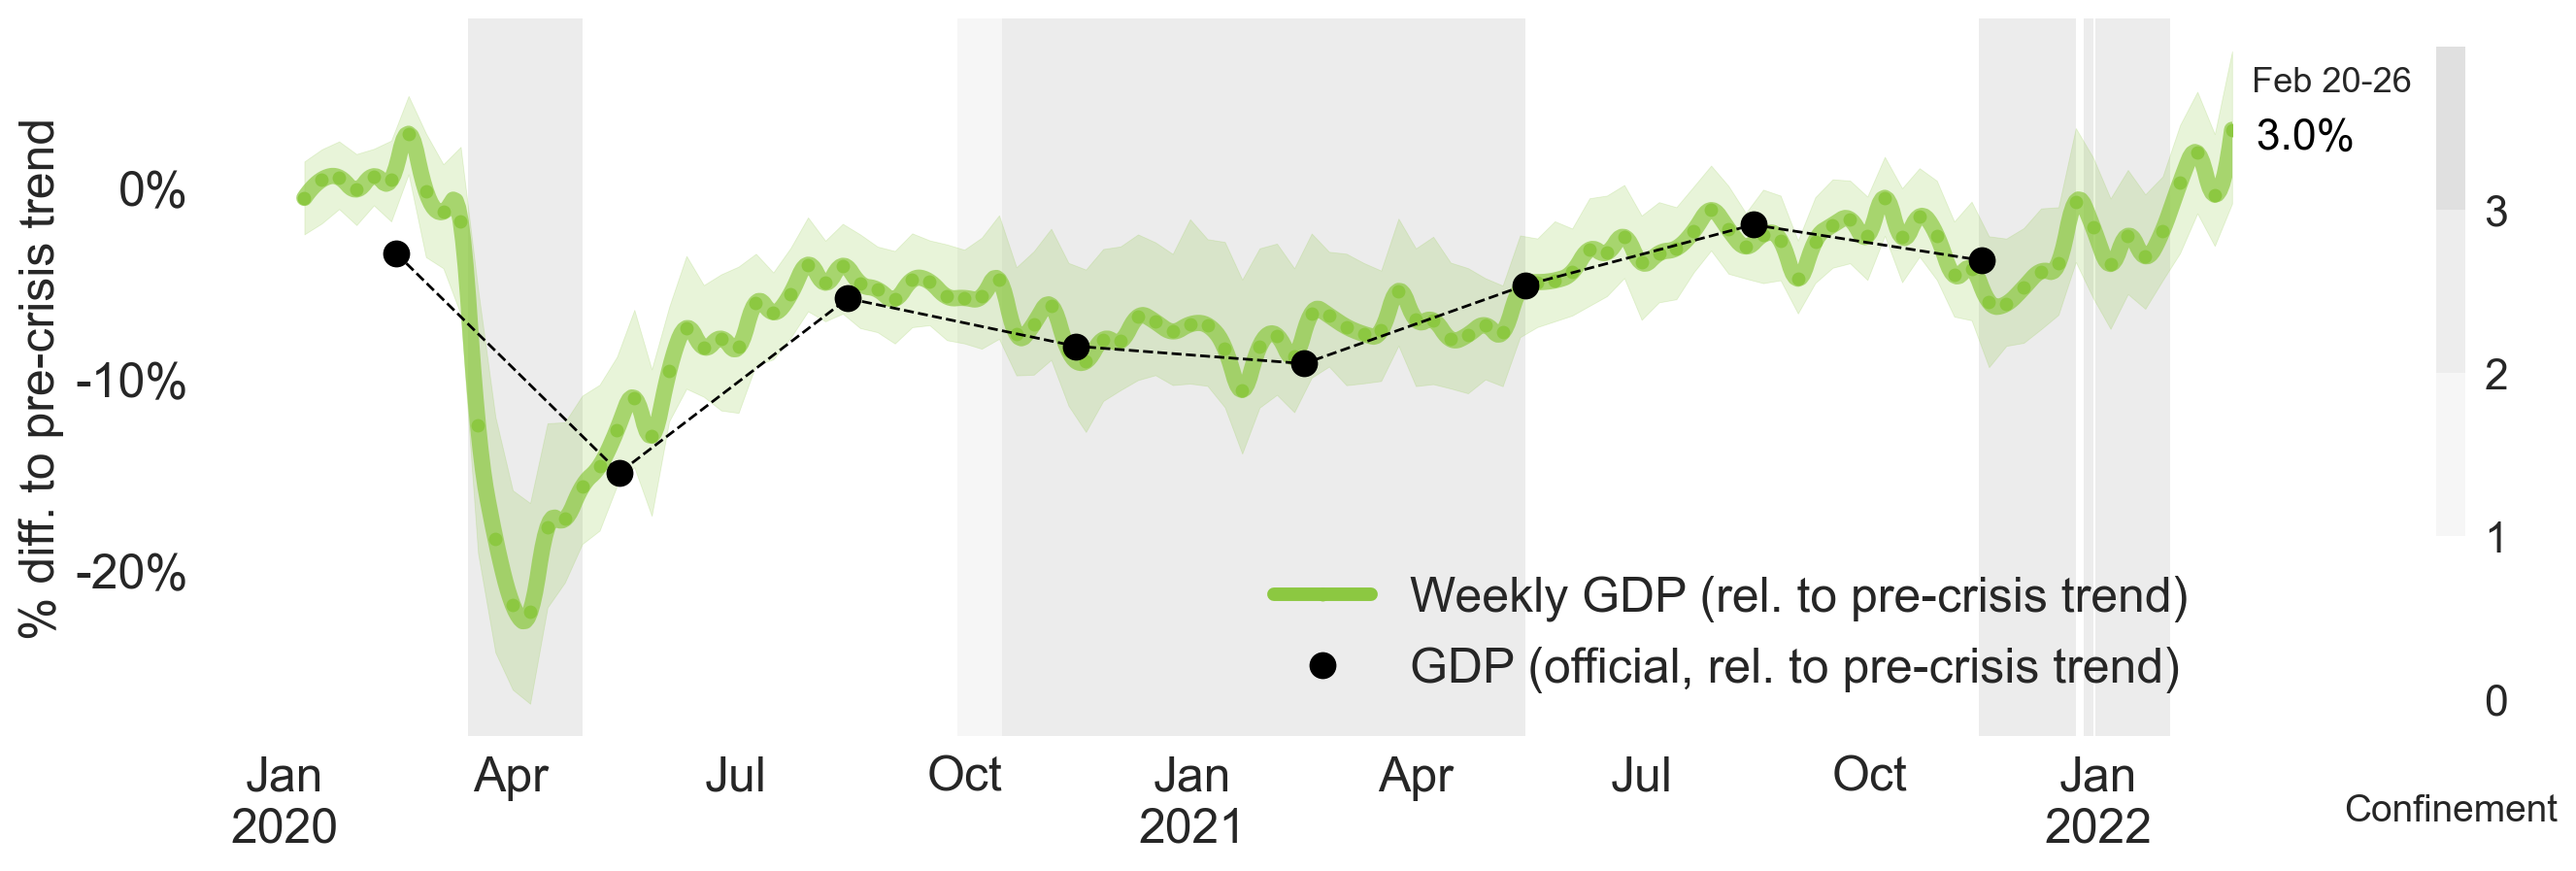 % diff. to pre-crisis trend
0%
-10%
-20%
Feb 20-26
3.0%
Weekly GDP (rel. to pre-crisis trend)
GDP (official, rel. to pre-crisis trend)
Jan
2020
Apr
Jul
Oct
Jan
2021
Apr
Jul
Oct
Jan
2022
3
2
1
0
Confinement